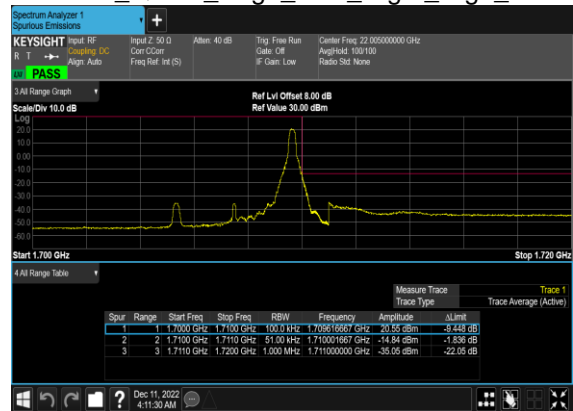 Spectrum Analyzer 1
Spurious Emissions
+
KEYSIGHT Input: RF Input Z: 50 Ω Atten: 40 dB Trig: Free Run Center Freq: 22.005000000 GHz
R T Coupling: DC Corr CCorr Gate: Off Avg|Hold: 100/100
Align: Auto Freq Ref: Int (S) IF Gain: Low Radio Std: None
PASS
3 All Range Graph
Ref Lvl Offset 8.00 dB
Scale/Div 10.0 dB Ref Value 30.00 dBm
Log
20.0
10.0
0.00
-10.0
-20.0
-30.0
-40.0
-50.0
-60.0
Start 1.700 GHz Stop 1.720 GHz
4 All Range Table
Measure Trace Trace 1
Trace Type Trace Average (Active)
Spur Range Start Freq Stop Freq RBW Frequency Amplitude ΔLimit
1 1 1.7000 GHz 1.7100 GHz 100.0 kHz 1.709616667 GHz 20.55 dBm -9.448 dB
2 2 1.7100 GHz 1.7110 GHz 51.00 kHz 1.710001667 GHz -14.84 dBm -1.836 dB
3 3 1.7110 GHz 1.7200 GHz 1.000 MHz 1.711000000 GHz -35.05 dBm -22.05 dB
? Dec 11, 2022
4:11:30 AM